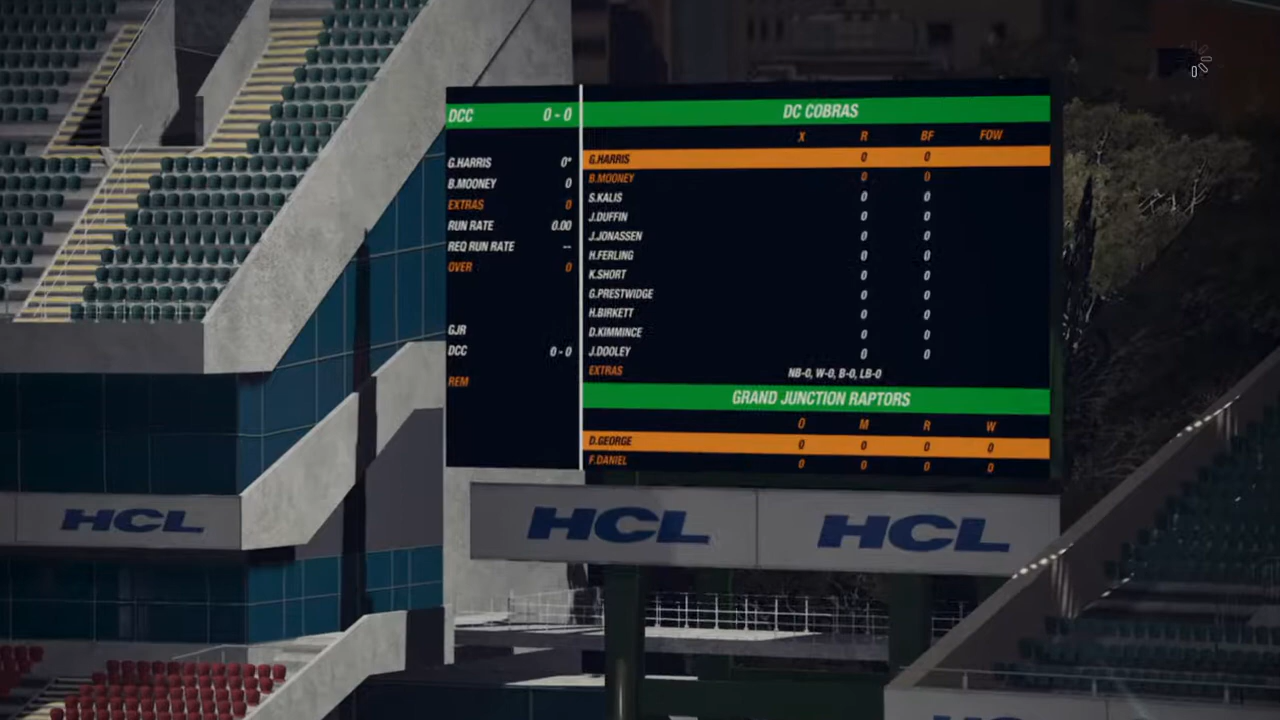 DCC 0 - 0
G.HARRIS 0*
B.MOONEY 0
EXTRAS 0
RUN RATE 0.00
REQ RUN RATE --
OVER 0
GJR
DCC 0 - 0
REM
DC COBRAS
X R BF FOW
G.HARRIS 0 0
B.MOONEY 0 0
S.KALIS 0 0
J.DUFFIN 0 0
J.JONASSEN 0 0
H.FERLING 0 0
K.SHORT 0 0
G.PRESTWIDGE 0 0
H.BIRKETT 0 0
D.KIMMINCE 0 0
J.DOOLEY 0 0
EXTRAS NB-0, W-0, B-0, LB-0
GRAND JUNCTION RAPTORS
O M R W
D.GEORGE 0 0 0 0
F.DANIEL 0 0 0 0
HCL
HCL HCL